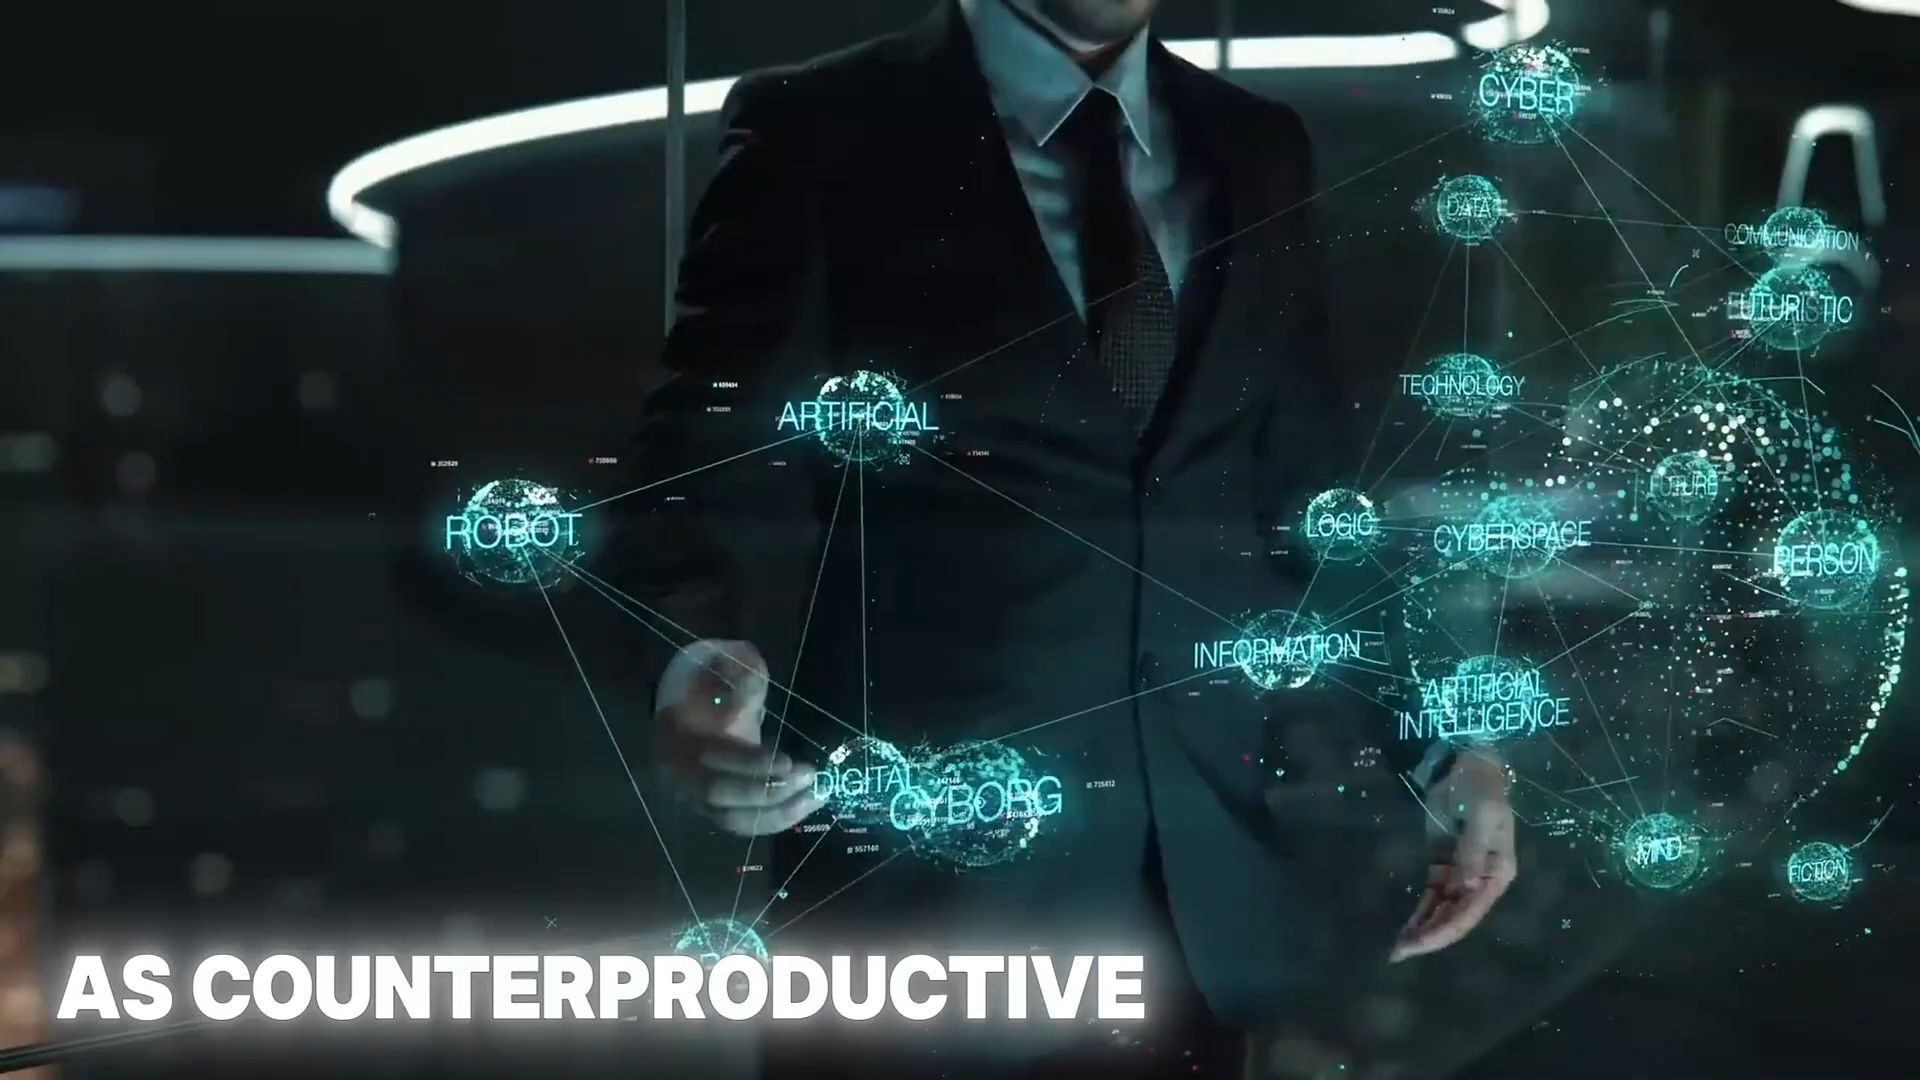 CYBER
DATA
COMMUNICATION
FUTURISTIC
TECHNOLOGY
ARTIFICIAL
FUTURE
ROBOT
LOGIC
CYBERSPACE
PERSON
INFORMATION
ARTIFICIAL
INTELLIGENCE
DIGITAL
CYBORG
MIND
FICTION
AS COUNTERPRODUCTIVE